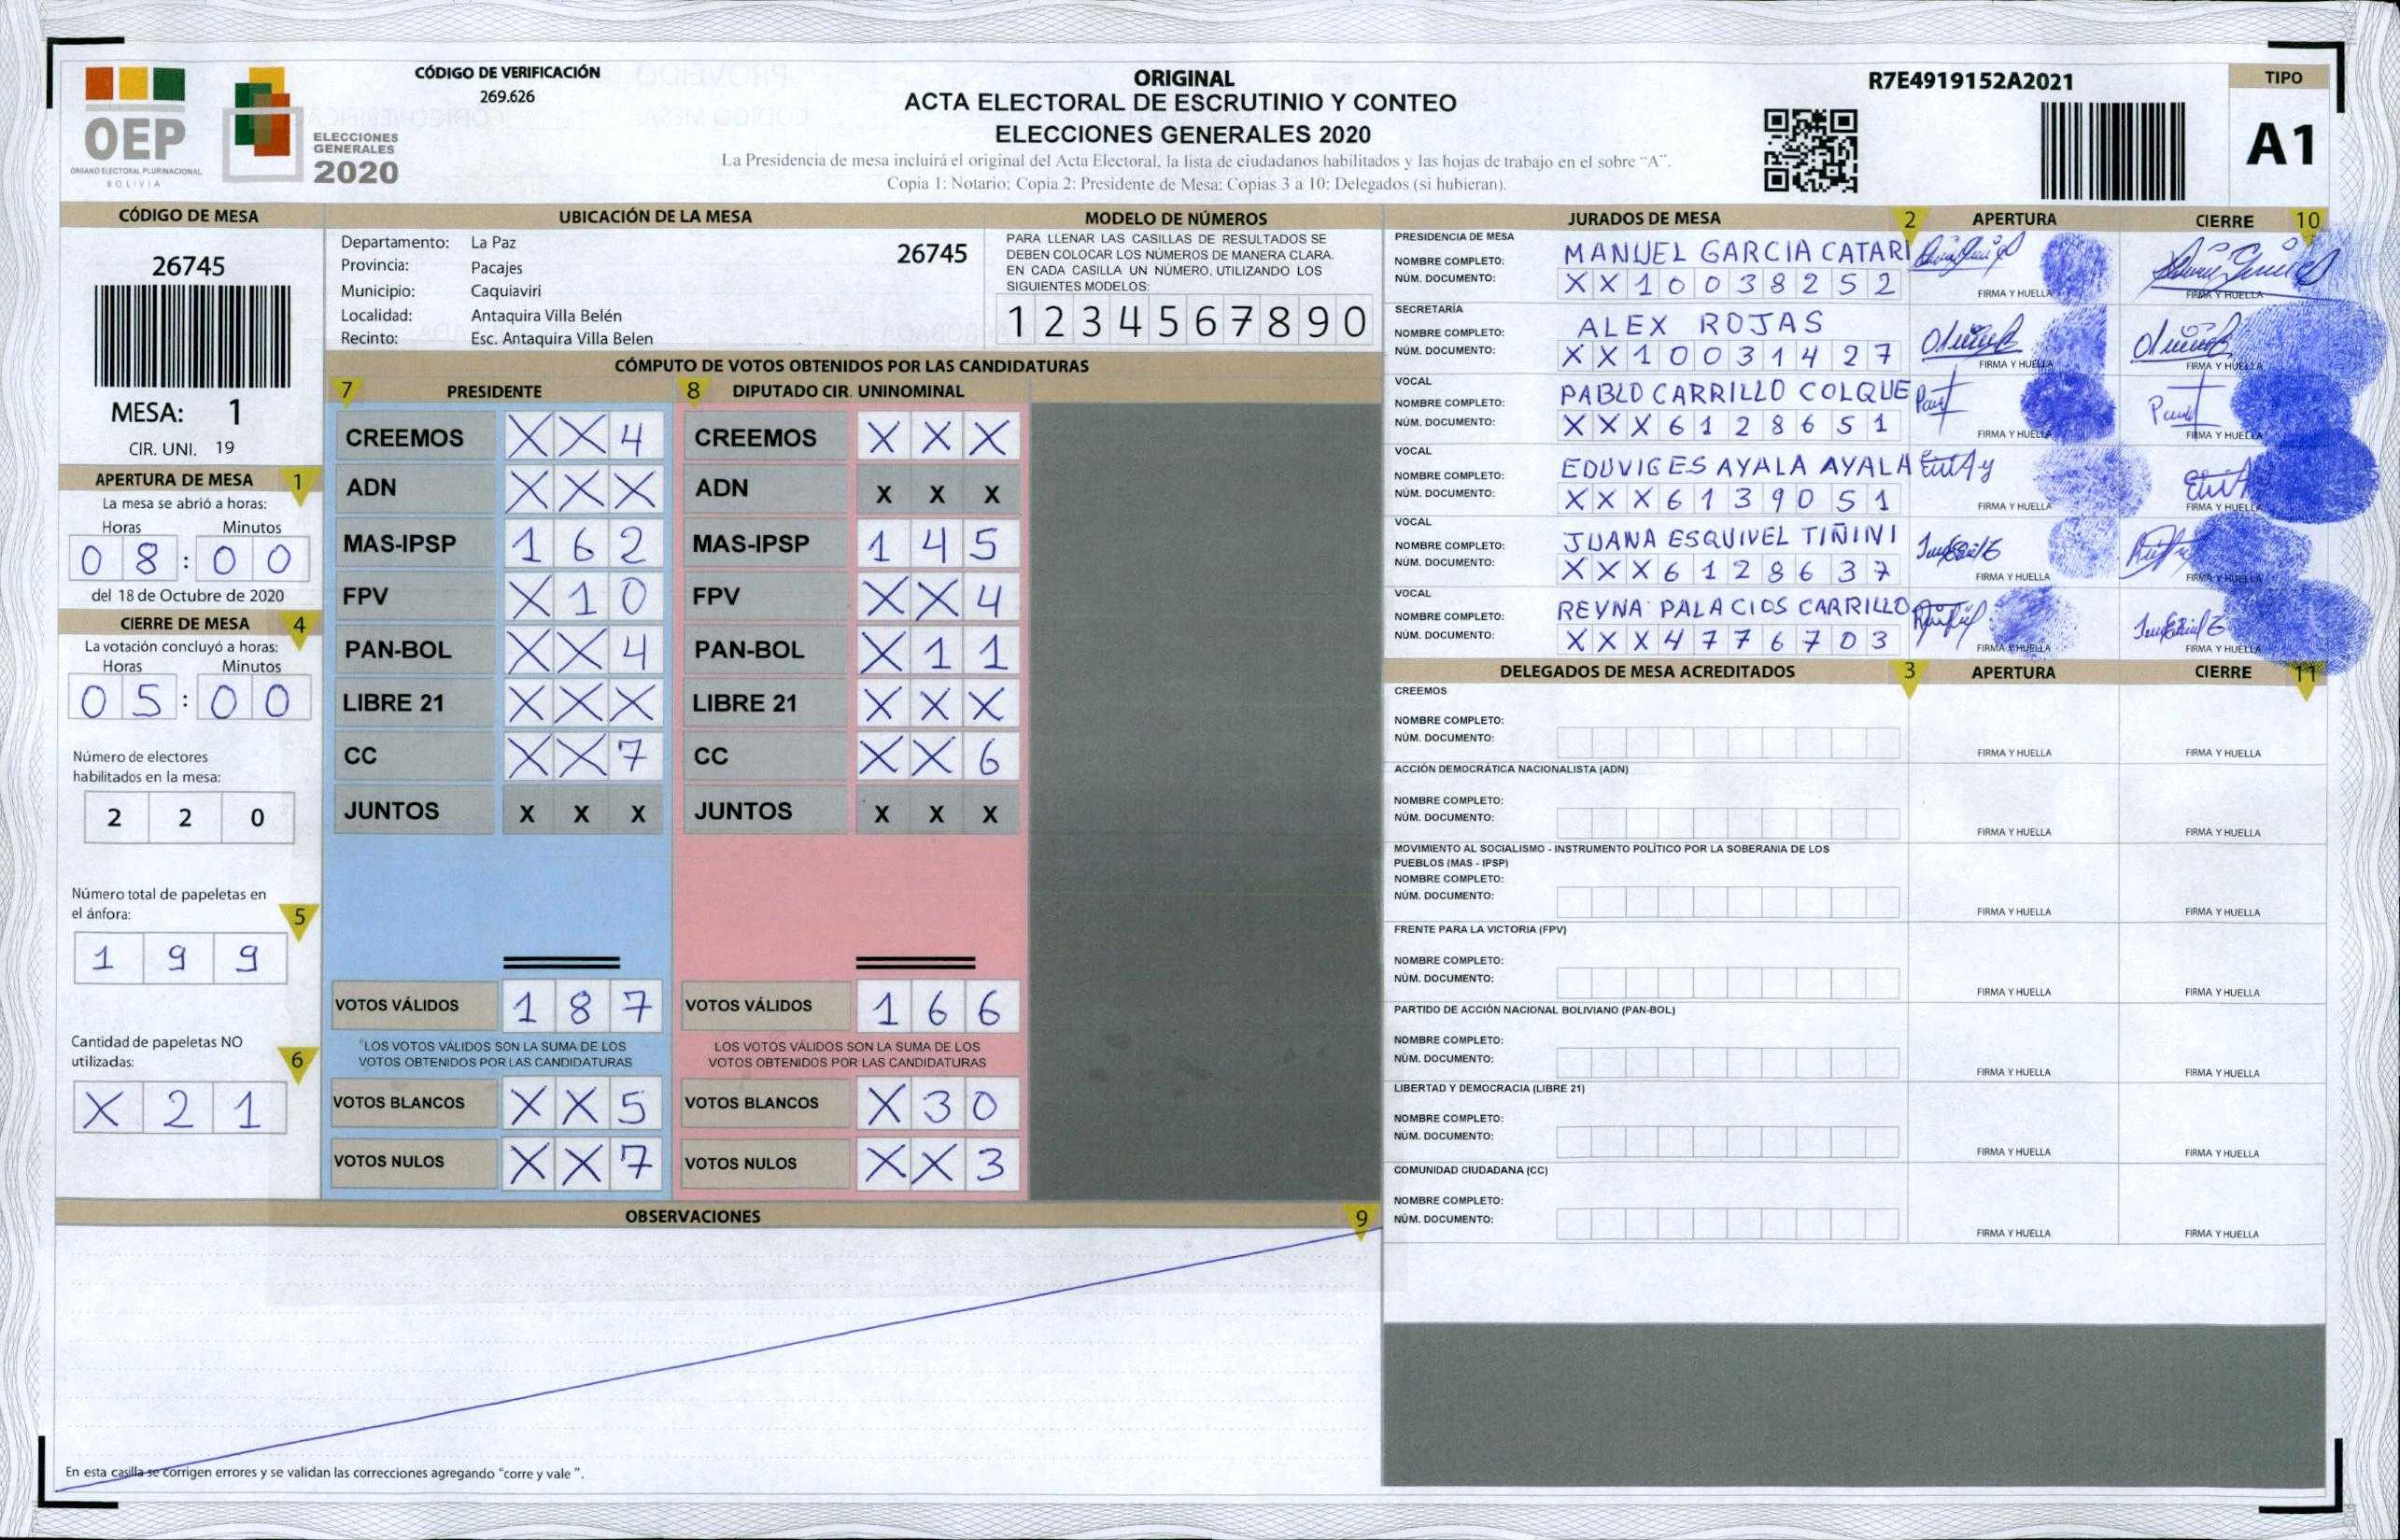 CÓDIGO DE VERIFICACIÓN
269.626
OEP
ÓRGANO ELECTORAL PLURINACIONAL
BOLIVIA
ELECCIONES
GENERALES
2020
ORIGINAL
ACTA ELECTORAL DE ESCRUTINIO Y CONTEO
ELECCIONES GENERALES 2020
La Presidencia de mesa incluirá el original del Acta Electoral, la lista de ciudadanos habilitados y las hojas de trabajo en el sobre "A".
Copia 1: Notario: Copia 2: Presidente de Mesa: Copias 3 a 10: Delegados (si hubieran).
R7E4919152A2021
TIPO
A1
CÓDIGO DE MESA
26745
MESA: 1
CIR. UNI. 19
APERTURA DE MESA 1
La mesa se abrió a horas:
Horas Minutos
0 8 : 0 0
del 18 de Octubre de 2020
CIERRE DE MESA 4
La votación concluyó a horas:
Horas Minutos
0 5 : 0 0
Número de electores
habilitados en la mesa:
2 2 0
Número total de papeletas en
el ánfora:
5
1 9 9
Cantidad de papeletas NO
utilizadas:
6
X 2 1
UBICACIÓN DE LA MESA
Departamento: La Paz
26745
Provincia: Pacajes
Municipio: Caquiaviri
Localidad: Antaquira Villa Belén
Recinto: Esc. Antaquira Villa Belen
MODELO DE NÚMEROS
PARA LLENAR LAS CASILLAS DE RESULTADOS SE
DEBEN COLOCAR LOS NÚMEROS DE MANERA CLARA.
EN CADA CASILLA UN NÚMERO, UTILIZANDO LOS
SIGUIENTES MODELOS:
1 2 3 4 5 6 7 8 9 0
CÓMPUTO DE VOTOS OBTENIDOS POR LAS CANDIDATURAS
7 PRESIDENTE
CREEMOS X X 4
ADN X X X
MAS-IPSP 1 6 2
FPV X 1 0
PAN-BOL X X 4
LIBRE 21 X X X
CC X X 7
JUNTOS X X X
VOTOS VÁLIDOS 1 8 7
*LOS VOTOS VÁLIDOS SON LA SUMA DE LOS
VOTOS OBTENIDOS POR LAS CANDIDATURAS
VOTOS BLANCOS X X 5
VOTOS NULOS X X 7
8 DIPUTADO CIR. UNINOMINAL
CREEMOS X X X
ADN X X X
MAS-IPSP 1 4 5
FPV X X 4
PAN-BOL X 1 1
LIBRE 21 X X X
CC X X 6
JUNTOS X X X
VOTOS VÁLIDOS 1 6 6
LOS VOTOS VÁLIDOS SON LA SUMA DE LOS
VOTOS OBTENIDOS POR LAS CANDIDATURAS
VOTOS BLANCOS X 3 0
VOTOS NULOS X X 3
OBSERVACIONES 9
En esta casilla se corrigen errores y se validan las correcciones agregando "corre y vale ".
JURADOS DE MESA 2 APERTURA CIERRE 10
PRESIDENCIA DE MESA
NOMBRE COMPLETO: MANUEL GARCIA CATARI
NÚM. DOCUMENTO: X X 1 0 0 3 8 2 5 2
FIRMA Y HUELLA FIRMA Y HUELLA
SECRETARÍA
NOMBRE COMPLETO: ALEX ROJAS
NÚM. DOCUMENTO: X X 1 0 0 3 1 4 2 7
FIRMA Y HUELLA FIRMA Y HUELLA
VOCAL
NOMBRE COMPLETO: PABLO CARRILLO COLQUE
NÚM. DOCUMENTO: X X X 6 1 2 8 6 5 1
FIRMA Y HUELLA FIRMA Y HUELLA
VOCAL
NOMBRE COMPLETO: EDUVIGES AYALA AYALA
NÚM. DOCUMENTO: X X X 6 1 3 9 0 5 1
FIRMA Y HUELLA FIRMA Y HUELLA
VOCAL
NOMBRE COMPLETO: JUANA ESQUIVEL TIÑINI
NÚM. DOCUMENTO: X X X 6 1 2 8 6 3 7
FIRMA Y HUELLA FIRMA Y HUELLA
VOCAL
NOMBRE COMPLETO: REYNA PALACIOS CARRILLO
NÚM. DOCUMENTO: X X X 4 7 7 6 7 0 3
FIRMA Y HUELLA FIRMA Y HUELLA
DELEGADOS DE MESA ACREDITADOS 3 APERTURA CIERRE 11
CREEMOS
NOMBRE COMPLETO:
NÚM. DOCUMENTO:
FIRMA Y HUELLA FIRMA Y HUELLA
ACCIÓN DEMOCRÁTICA NACIONALISTA (ADN)
NOMBRE COMPLETO:
NÚM. DOCUMENTO:
FIRMA Y HUELLA FIRMA Y HUELLA
MOVIMIENTO AL SOCIALISMO - INSTRUMENTO POLÍTICO POR LA SOBERANIA DE LOS
PUEBLOS (MAS - IPSP)
NOMBRE COMPLETO:
NÚM. DOCUMENTO:
FIRMA Y HUELLA FIRMA Y HUELLA
FRENTE PARA LA VICTORIA (FPV)
NOMBRE COMPLETO:
NÚM. DOCUMENTO:
FIRMA Y HUELLA FIRMA Y HUELLA
PARTIDO DE ACCIÓN NACIONAL BOLIVIANO (PAN-BOL)
NOMBRE COMPLETO:
NÚM. DOCUMENTO:
FIRMA Y HUELLA FIRMA Y HUELLA
LIBERTAD Y DEMOCRACIA (LIBRE 21)
NOMBRE COMPLETO:
NÚM. DOCUMENTO:
FIRMA Y HUELLA FIRMA Y HUELLA
COMUNIDAD CIUDADANA (CC)
NOMBRE COMPLETO:
NÚM. DOCUMENTO:
FIRMA Y HUELLA FIRMA Y HUELLA